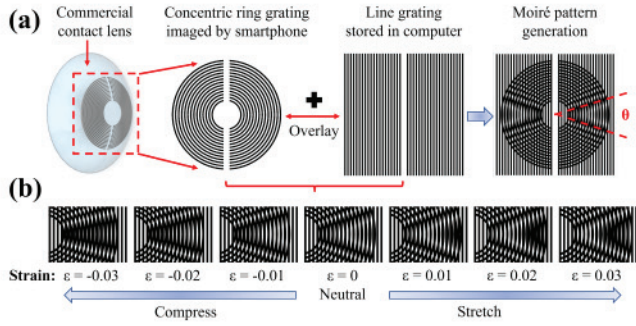 (a)
Commercial
contact lens
Concentric ring grating
imaged by smartphone
Line grating
stored in computer
Moiré pattern
generation
Overlay
θ
(b)
Strain: ε = -0.03 ε = -0.02 ε = -0.01 ε = 0 ε = 0.01 ε = 0.02 ε = 0.03
Compress Neutral Stretch